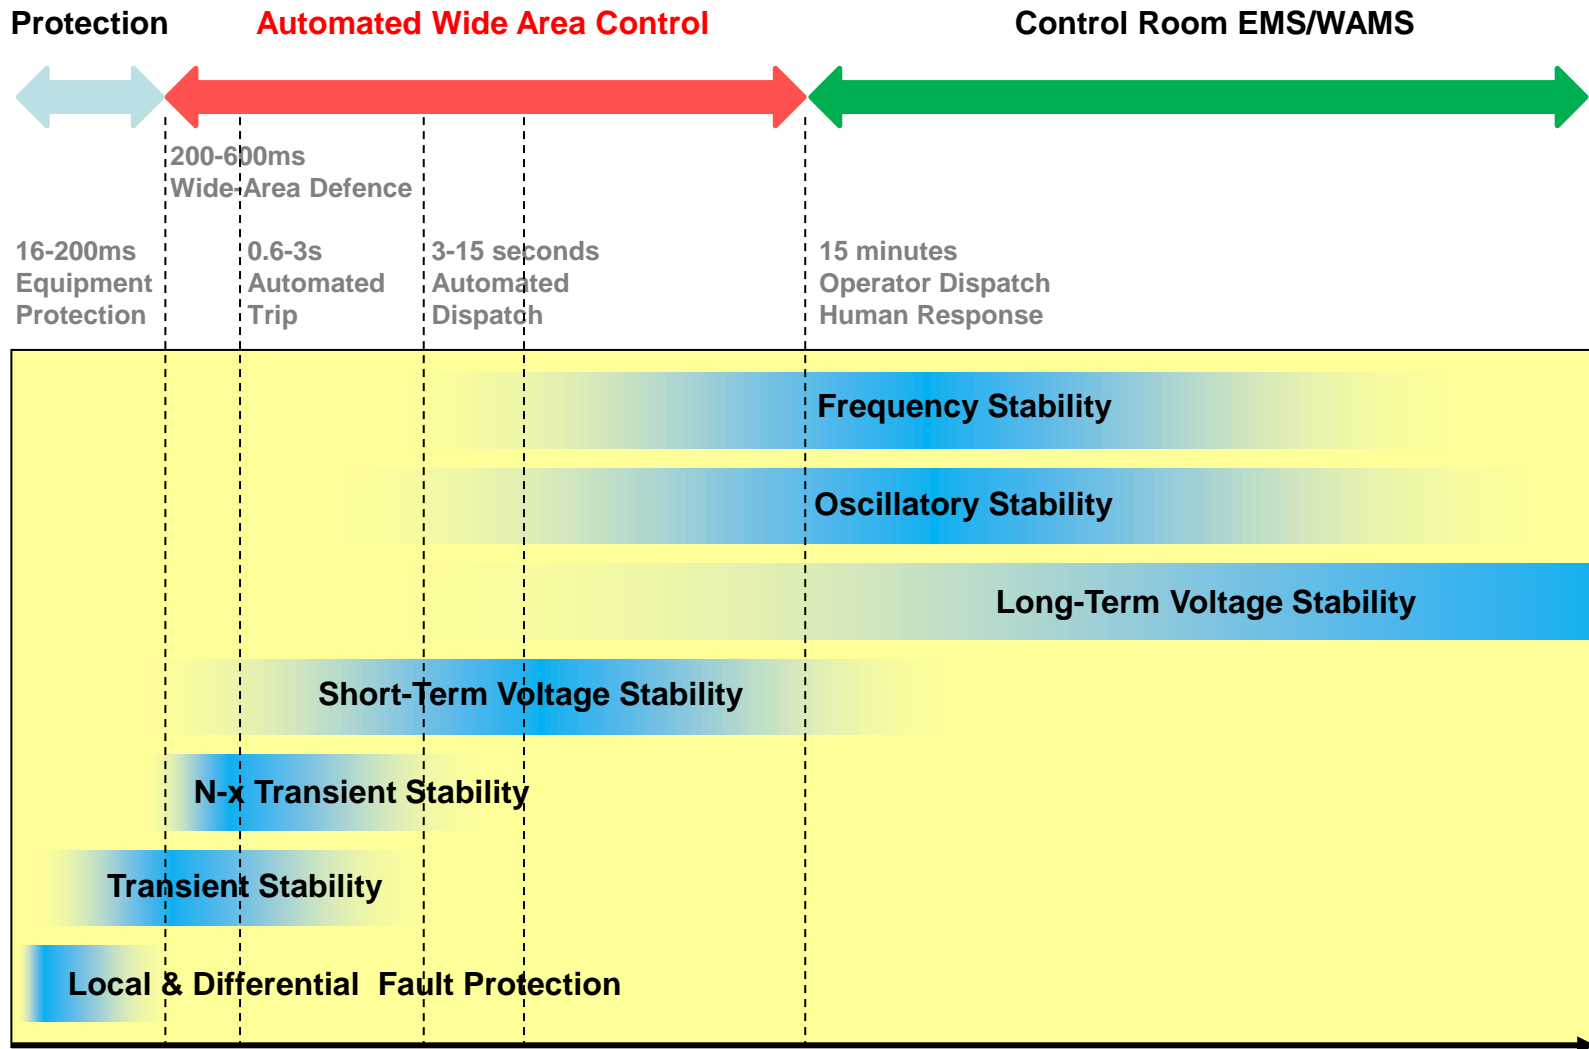 Protection
Automated Wide Area Control
Control Room EMS/WAMS
200-600ms
Wide-Area Defence
16-200ms
Equipment
Protection
0.6-3s
Automated
Trip
3-15 seconds
Automated
Dispatch
15 minutes
Operator Dispatch
Human Response
Frequency Stability
Oscillatory Stability
Long-Term Voltage Stability
Short-Term Voltage Stability
N-x Transient Stability
Transient Stability
Local & Differential  Fault Protection